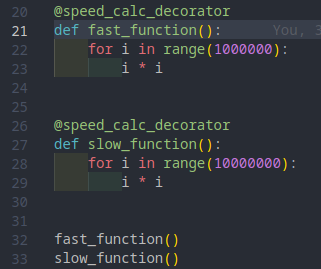 20 @speed_calc_decorator
21 def fast_function(): You, 3
22 for i in range(1000000):
23 i * i
24
25
26 @speed_calc_decorator
27 def slow_function():
28 for i in range(10000000):
29 i * i
30
31
32 fast_function()
33 slow_function()